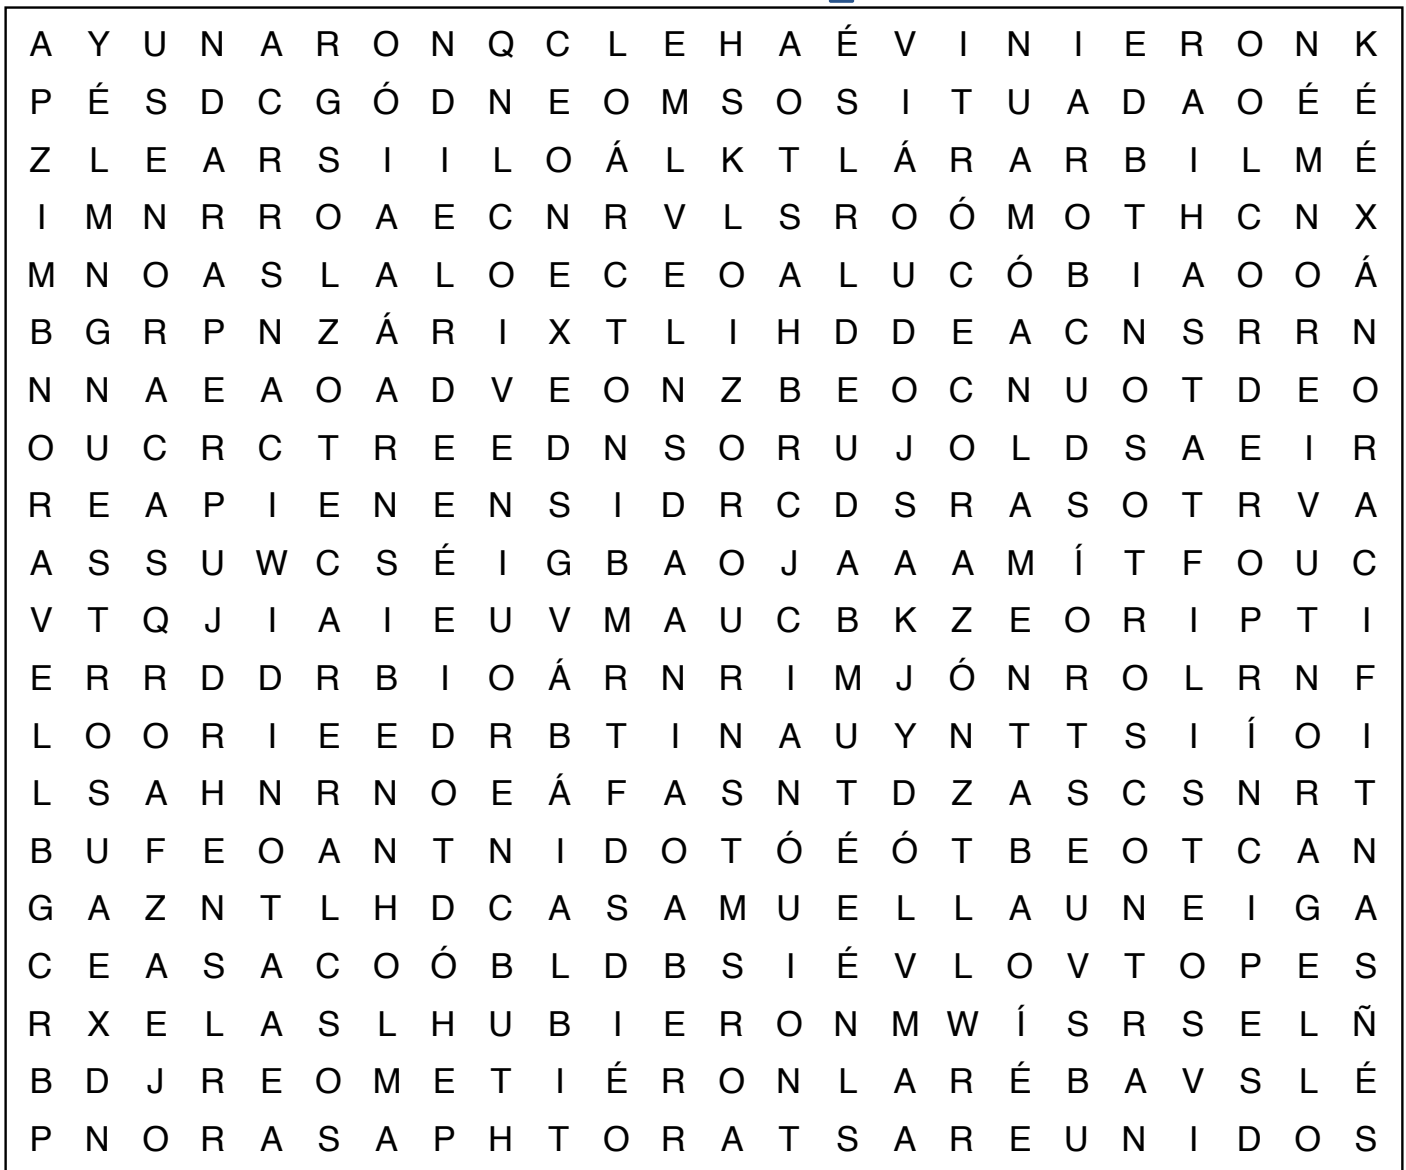 A Y U N A R O N Q C L E H A É V I N I E R O N K
P É S D C G Ó D N E O M S O S I T U A D A O É É
Z L E A R S I I L O Á L K T L Á R A R B I L M É
I M N R R O A E C N R V L S R O Ó M O T H C N X
M N O A S L A L O E C E O A L U C Ó B I A O O Á
B G R P N Z Á R I X T L I H D D E A C N S R R N
N N A E A O A D V E O N Z B E O C N U O T D E O
O U C R C T R E E D N S O R U J O L D S A E I R
R E A P I E N E N S I D R C D S R A S O T R V A
A S S U W C S É I G B A O J A A A M Í T F O U C
V T Q J I A I E U V M A U C B K Z E O R I P T I
E R R D D R B I O Á R N R I M J Ó N R O L R N F
L O O R I E E D R B T I N A U Y N T T S I Í O I
L S A H N R N O E Á F A S N T D Z A S C S N R T
B U F E O A N T N I D O T Ó É Ó T B E O T C A N
G A Z N T L H D C A S A M U E L L A U N E I G A
C E A S A C O Ó B L D B S I É V L O V T O P E S
R X E L A S L H U B I E R O N M W Í S R S E L Ñ
B D J R E O M E T I É R O N L A R É B A V S L É
P N O R A S A P H T O R A T S A R E U N I D O S